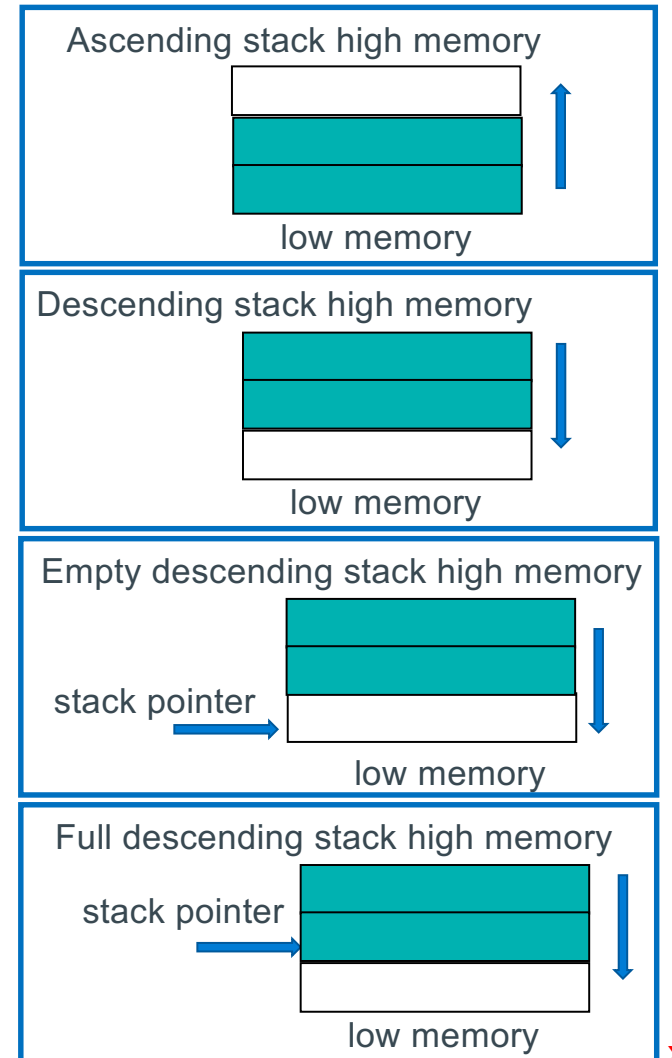 Ascending stack high memory
low memory
Descending stack high memory
low memory
Empty descending stack high memory
stack pointer
low memory
Full descending stack high memory
stack pointer
low memory